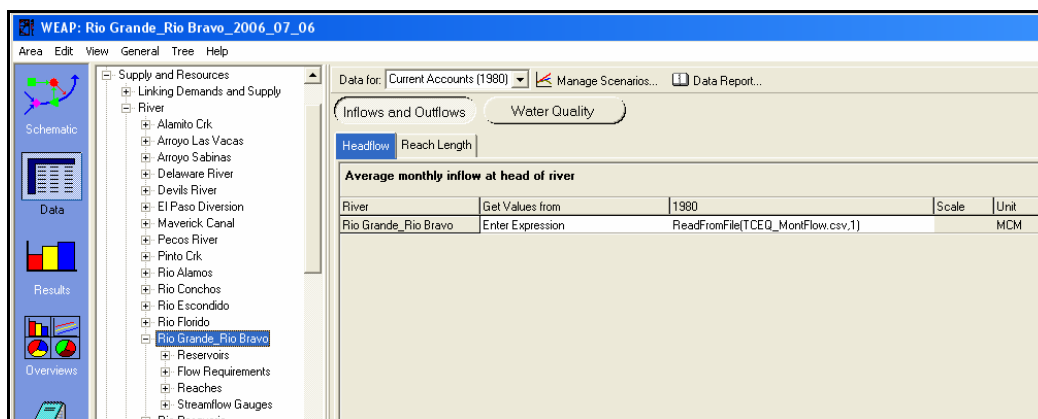 WEAP: Rio Grande_Rio Bravo_2006_07_06
Area Edit View General Tree Help
Schematic
Data
Results
Overviews
Supply and Resources
Linking Demands and Supply
River
Alamito Crk
Arroyo Las Vacas
Arroyo Sabinas
Delaware River
Devils River
El Paso Diversion
Maverick Canal
Pecos River
Pinto Crk
Rio Alamos
Rio Conchos
Rio Escondido
Rio Florido
Rio Grande_Rio Bravo
Reservoirs
Flow Requirements
Reaches
Streamflow Gauges
Data for: Current Accounts (1980) Manage Scenarios... Data Report...
Inflows and Outflows Water Quality
Headflow Reach Length
Average monthly inflow at head of river
River Get Values from 1980 Scale Unit
Rio Grande_Rio Bravo Enter Expression ReadFromFile(TCEQ_MontFlow.csv,1) MCM